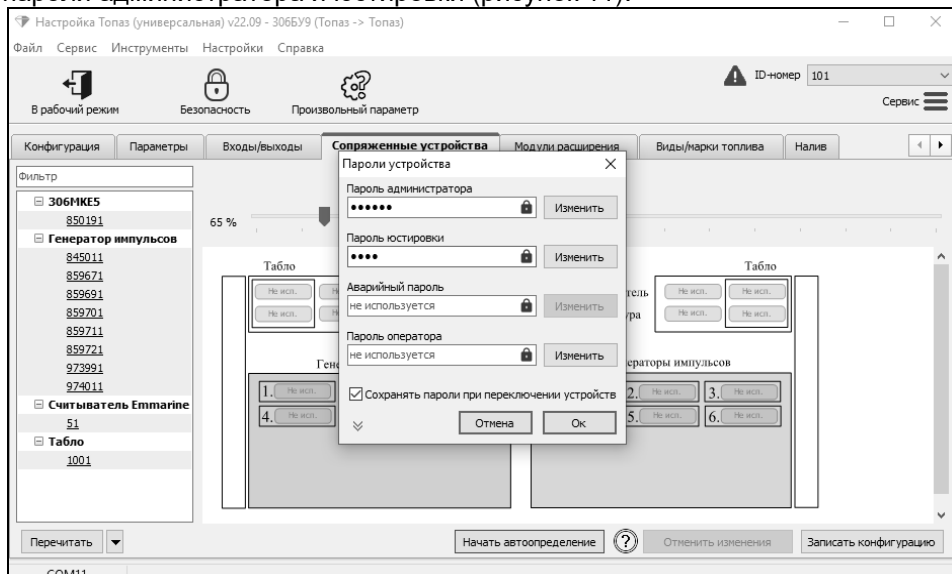 пароли администратора и юстировки (рисунок 11).
Настройка Топаз (универсальная) v22.09 - 306БУ9 (Топаз -> Топаз)
Файл Сервис Инструменты Настройки Справка
В рабочий режим Безопасность Произвольный параметр ID-номер 101
Сервис
Конфигурация Параметры Входы/выходы Сопряженные устройства Модули расширения Виды/марки топлива Налив
Фильтр
306МКЕ5
850191
Генератор импульсов
845011
859671
859691
859701
859711
859721
973991
974011
Считыватель Emmarine
51
Табло
1001
65 %
Табло
Не исп.
Не исп.
Гене
1. Не исп.
4. Не исп.
Пароли устройства
Пароль администратора
●●●●●● Изменить
Пароль юстировки
●●●● Изменить
Аварийный пароль
не используется Изменить
Пароль оператора
не используется Изменить
Сохранять пароли при переключении устройств
Отмена Ок
Табло
тель Не исп. Не исп.
ура Не исп. Не исп.
ераторы импульсов
2. Не исп. 3. Не исп.
5. Не исп. 6. Не исп.
Перечитать Начать автоопределение ? Отменить изменения Записать конфигурацию
COM11